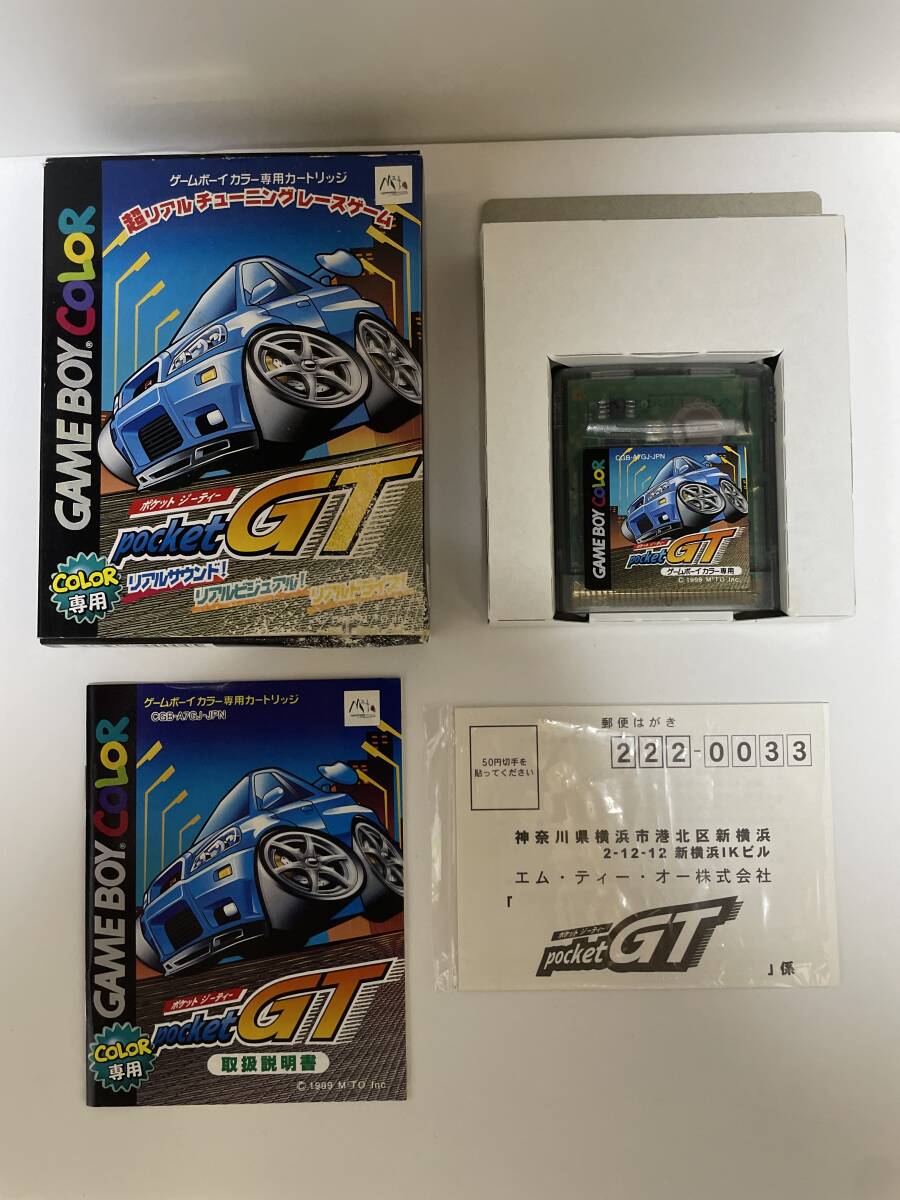 ゲームボーイカラー専用カートリッジ
超リアルチューニングレースゲーム
GAME BOY COLOR
ポケット ジーティー
pocket GT
COLOR
専用
リアルサウンド!
リアルビジュアル!
リアルドライブ!
CGB-A7GJ-JPN
GAME BOY COLOR
pocket GT
ゲームボーイカラー専用
© 1999 M·TO Inc.
ゲームボーイカラー専用カートリッジ
CGB-A7GJ-JPN
GAME BOY COLOR
ポケット ジーティー
pocket GT
COLOR
専用
取扱説明書
© 1999 M·TO Inc.
郵便はがき
50円切手を
貼ってください
222-0033
神奈川県横浜市港北区新横浜
2-12-12 新横浜IKビル
エム・ティー・オー株式会社
「
ポケット ジーティー
pocket GT
」係